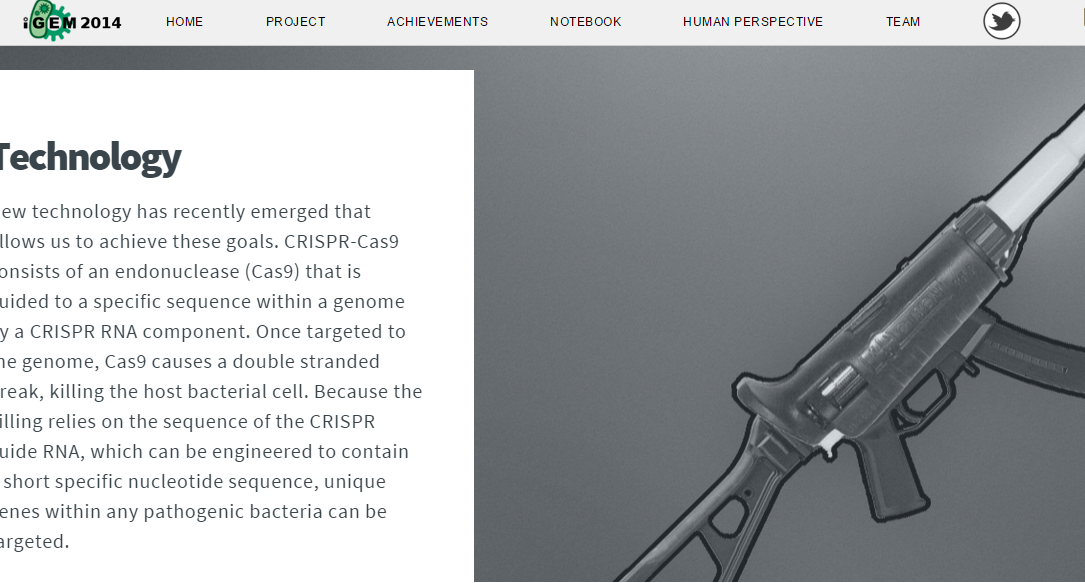 iGEM 2014 HOME PROJECT ACHIEVEMENTS NOTEBOOK HUMAN PERSPECTIVE TEAM
Technology
ew technology has recently emerged that
llows us to achieve these goals. CRISPR-Cas9
onsists of an endonuclease (Cas9) that is
uided to a specific sequence within a genome
y a CRISPR RNA component. Once targeted to
he genome, Cas9 causes a double stranded
reak, killing the host bacterial cell. Because the
illing relies on the sequence of the CRISPR
uide RNA, which can be engineered to contain
short specific nucleotide sequence, unique
enes within any pathogenic bacteria can be
argeted.